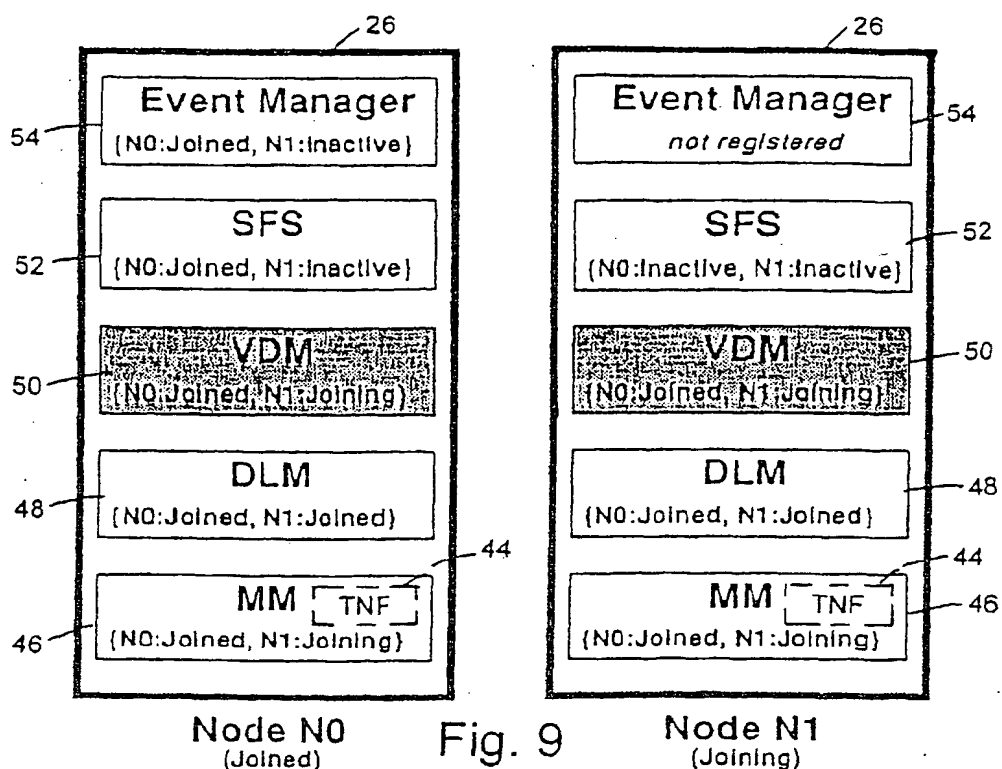 26
Event Manager
54
{N0:Joined, N1:Inactive}
SFS
52
{N0:Joined, N1:Inactive}
VDM
50
{N0:Joined, N1:Joining}
DLM
48
{N0:Joined, N1:Joined}
44
MM
TNF
46
{N0:Joined, N1:Joining}
Node N0
(Joined)
26
Event Manager
54
not registered
SFS
52
{N0:Inactive, N1:Inactive}
VDM
50
{N0:Joined, N1:Joining}
DLM
48
{N0:Joined, N1:Joined}
44
MM
TNF
46
{N0:Joined, N1:Joining}
Node N1
(Joining)
Fig. 9